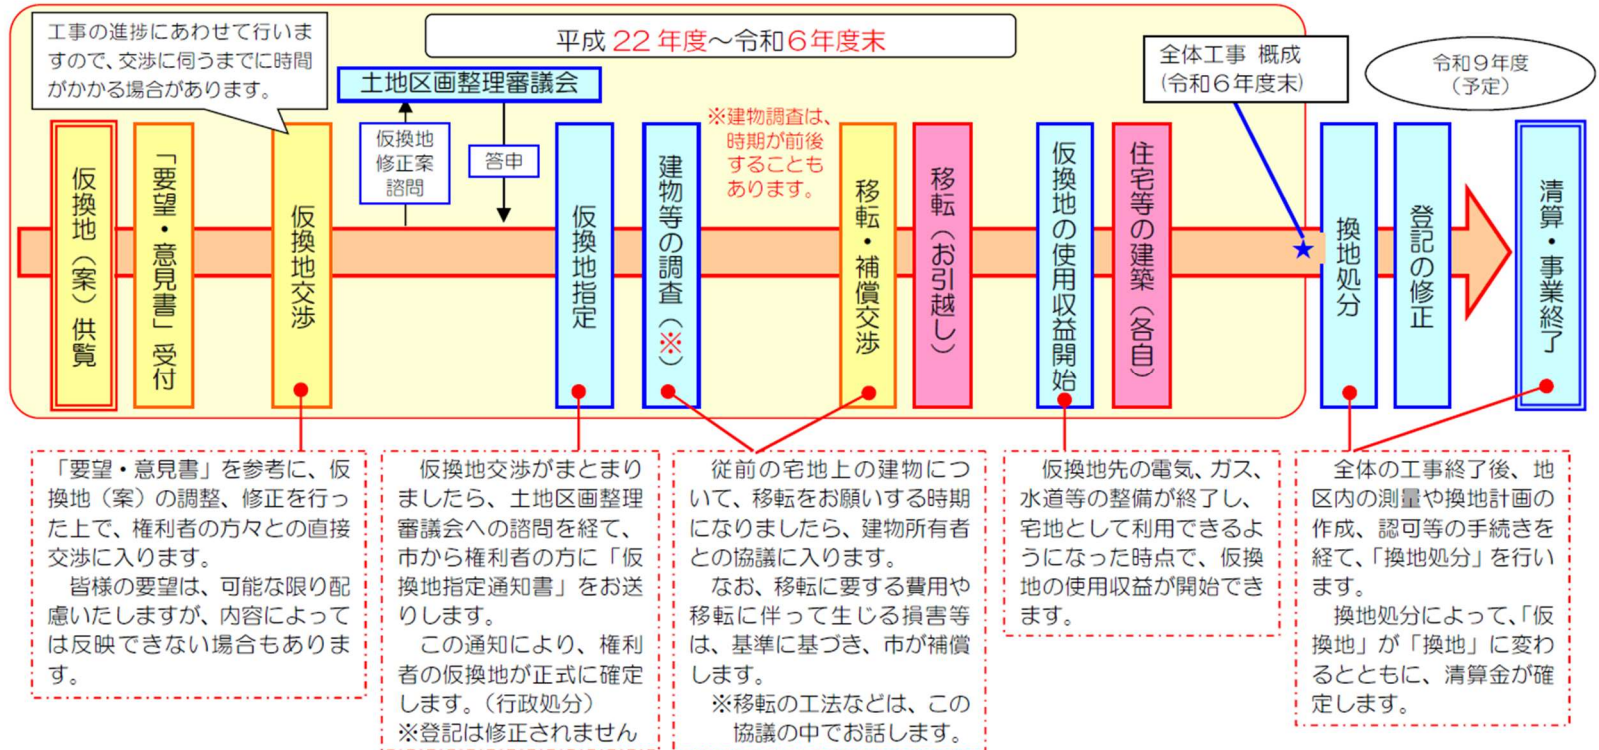 工事の進捗にあわせて行いま
すので、交渉に伺うまでに時間
がかかる場合があります。
平成22年度～令和6年度末
全体工事 概成
(令和6年度末)
令和9年度
(予定)
土地区画整理審議会
仮換地
修正案
諮問
答申
※建物調査は、
時期が前後
することも
あります。
仮換地(案)供覧
「要望・意見書」受付
仮換地交渉
仮換地指定
建物等の調査(※)
移転・補償交渉
移転(お引越し)
仮換地の使用収益開始
住宅等の建築(各自)
★
換地処分
登記の修正
清算・事業終了
「要望・意見書」を参考に、仮
換地(案)の調整、修正を行っ
た上で、権利者の方々との直接
交渉に入ります。
皆様の要望は、可能な限り配
慮いたしますが、内容によって
は反映できない場合もありま
す。
仮換地交渉がまとまり
ましたら、土地区画整理
審議会への諮問を経て、
市から権利者の方に「仮
換地指定通知書」をお送
りします。
この通知により、権利
者の仮換地が正式に確定
します。(行政処分)
※登記は修正されません
従前の宅地上の建物につ
いて、移転をお願いする時期
になりましたら、建物所有者
との協議に入ります。
なお、移転に要する費用や
移転に伴って生じる損害等
は、基準に基づき、市が補償
します。
※移転の工法などは、この
協議の中でお話します。
仮換地先の電気、ガス、
水道等の整備が終了し、
宅地として利用できるよ
うになった時点で、仮換
地の使用収益が開始でき
ます。
全体の工事終了後、地
区内の測量や換地計画の
作成、認可等の手続きを
経て、「換地処分」を行い
ます。
換地処分によって、「仮
換地」が「換地」に変わ
るとともに、清算金が確
定します。